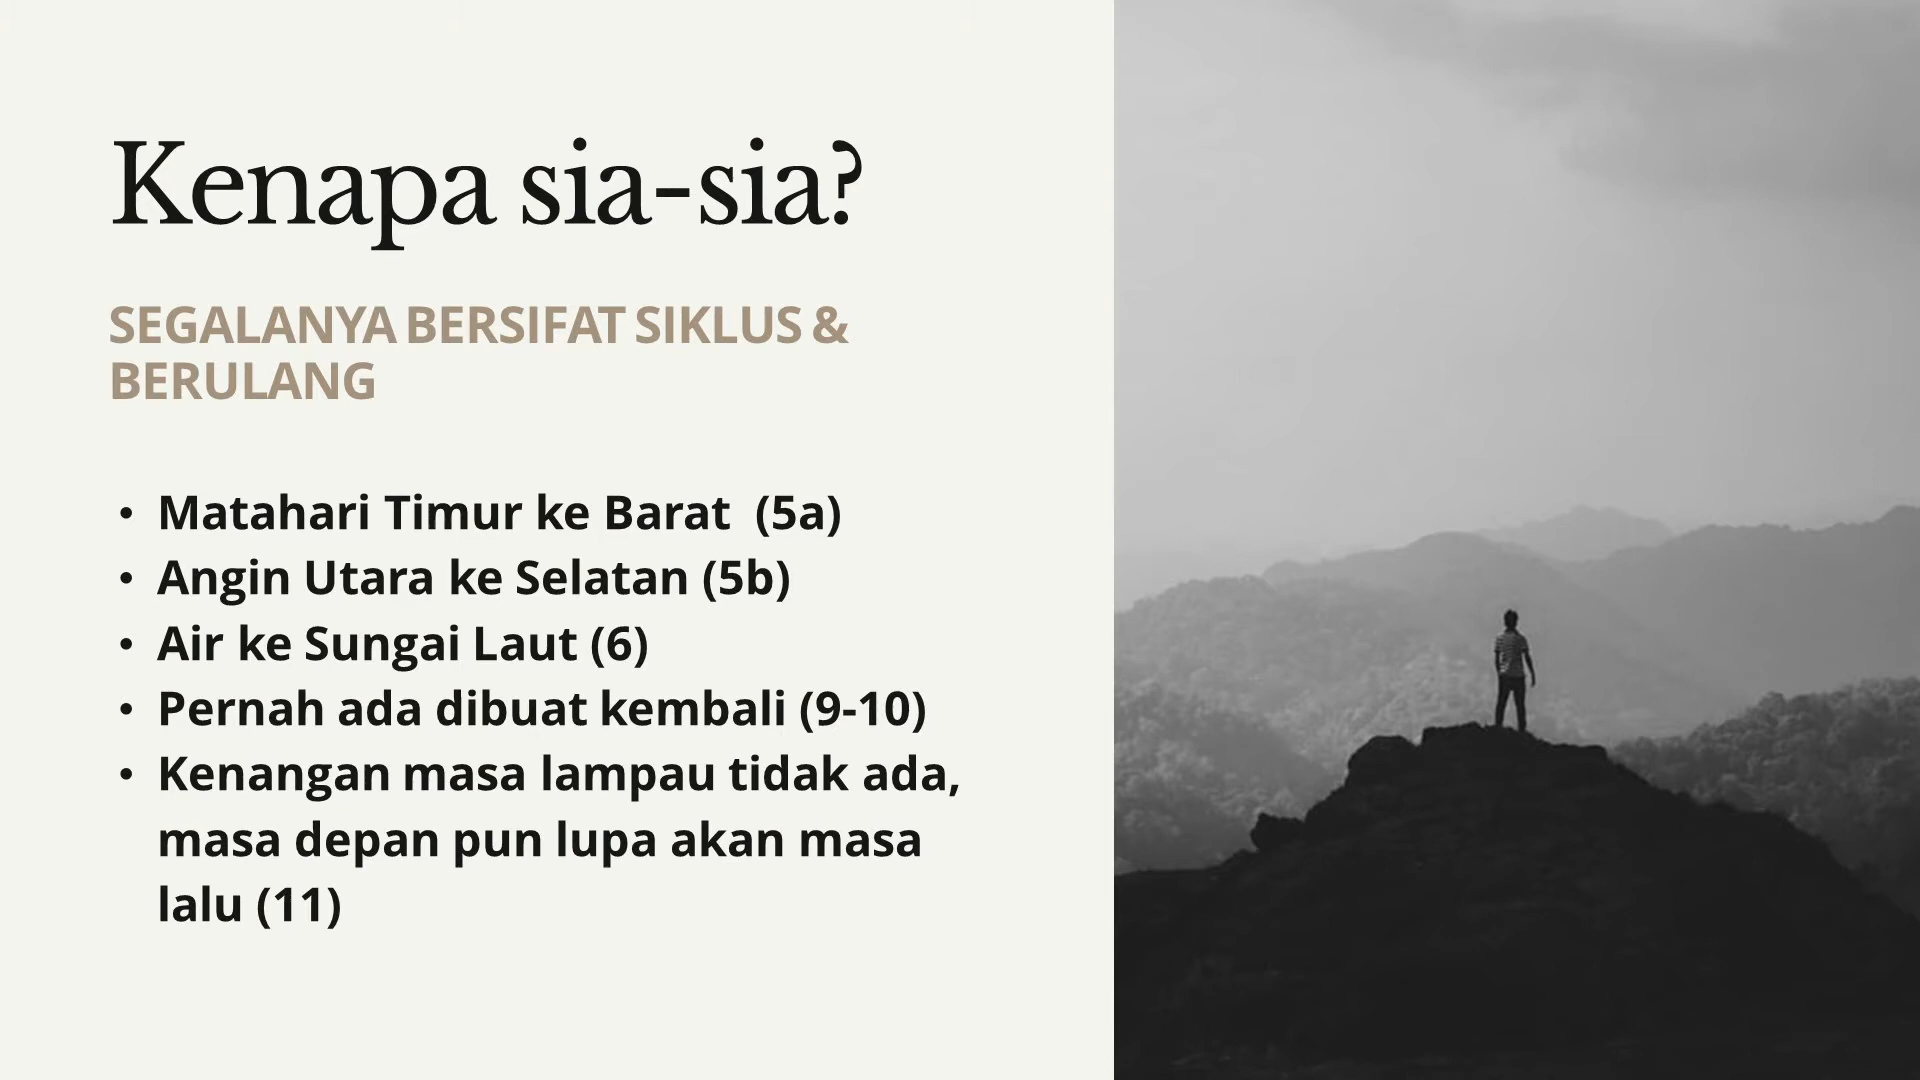 Kenapa sia-sia?
SEGALANYA BERSIFAT SIKLUS &
BERULANG
• Matahari Timur ke Barat  (5a)
• Angin Utara ke Selatan (5b)
• Air ke Sungai Laut (6)
• Pernah ada dibuat kembali (9-10)
• Kenangan masa lampau tidak ada,
masa depan pun lupa akan masa
lalu (11)